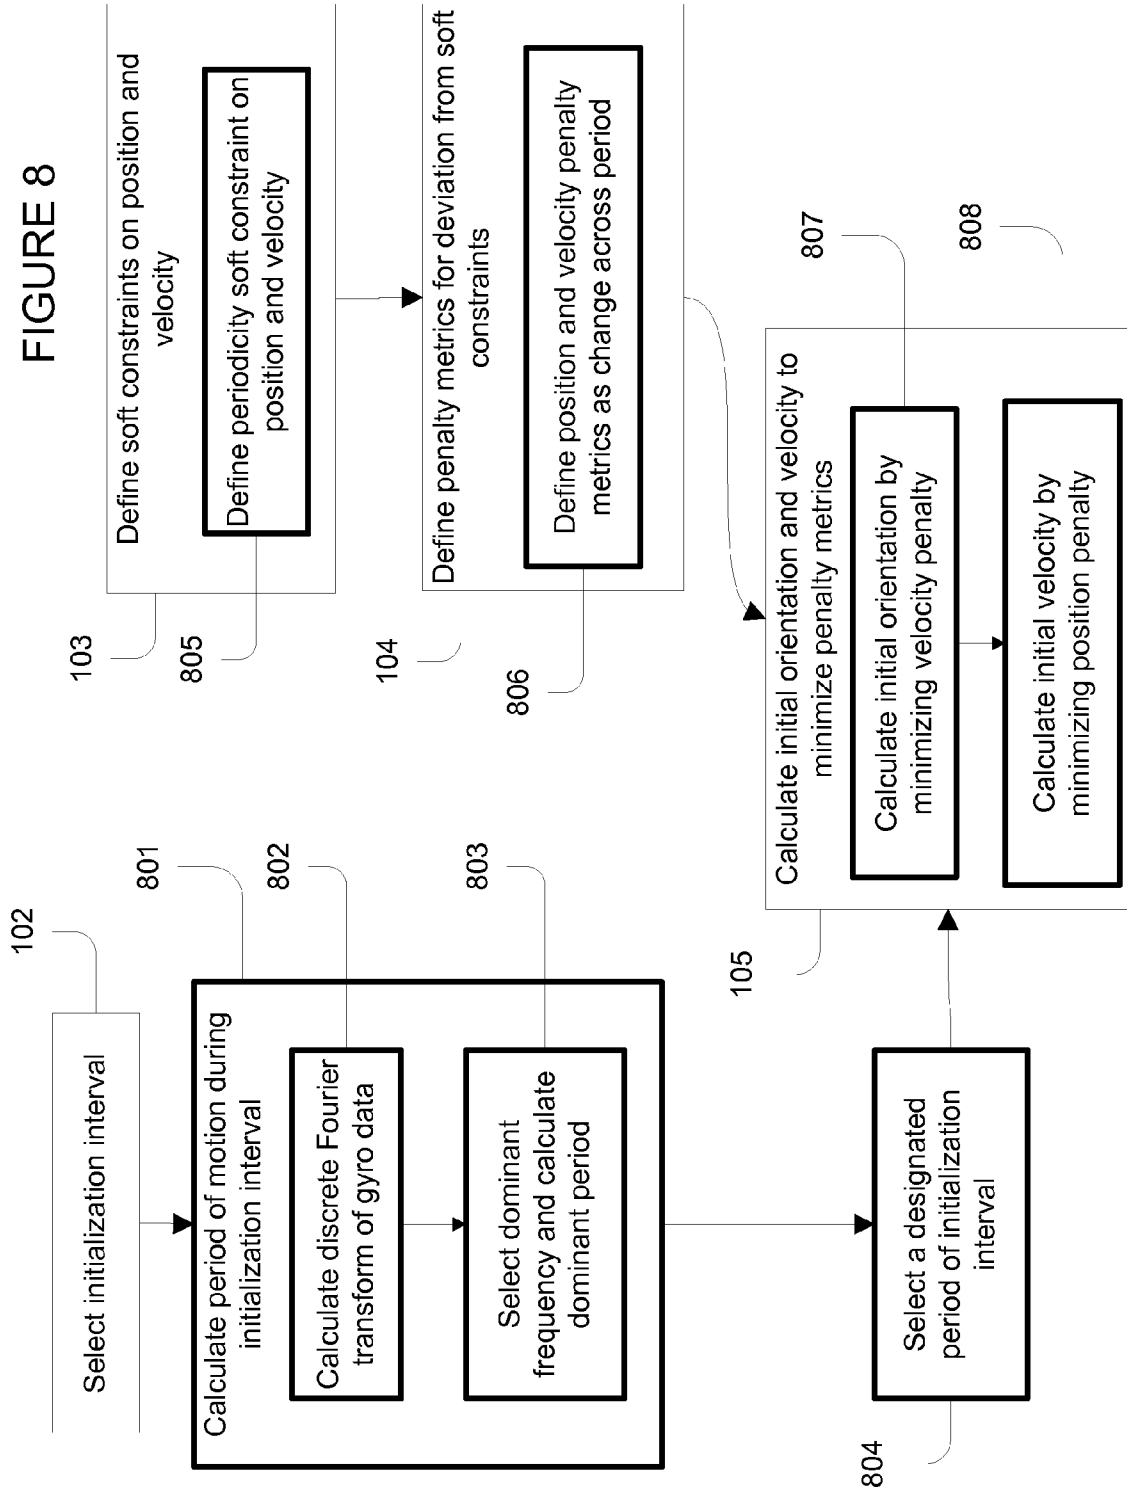 FIGURE 8
102
Select initialization interval
801
Calculate period of motion during
initialization interval
802
Calculate discrete Fourier
transform of gyro data
803
Select dominant
frequency and calculate
dominant period
804
Select a designated
period of initialization
interval
103
Define soft constraints on position and
velocity
805
Define periodicity soft constraint on
position and velocity
104
Define penalty metrics for deviation from soft
constraints
806
Define position and velocity penalty
metrics as change across period
105
Calculate initial orientation and velocity to
minimize penalty metrics
807
Calculate initial orientation by
minimizing velocity penalty
808
Calculate initial velocity by
minimizing position penalty